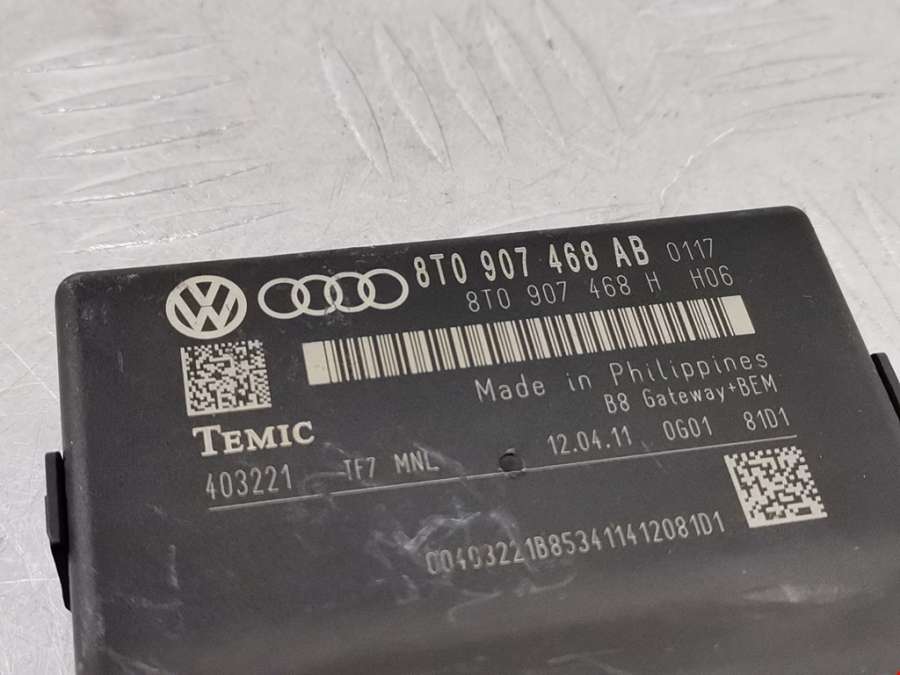 8T0 907 468 AB 0117
8T0 907 468 H H06
Made in Philippines
B8 Gateway+BEM
TEMIC
12.04.11 0G01 81D1
403221 TF7 MNL
00403221B853411412081D1